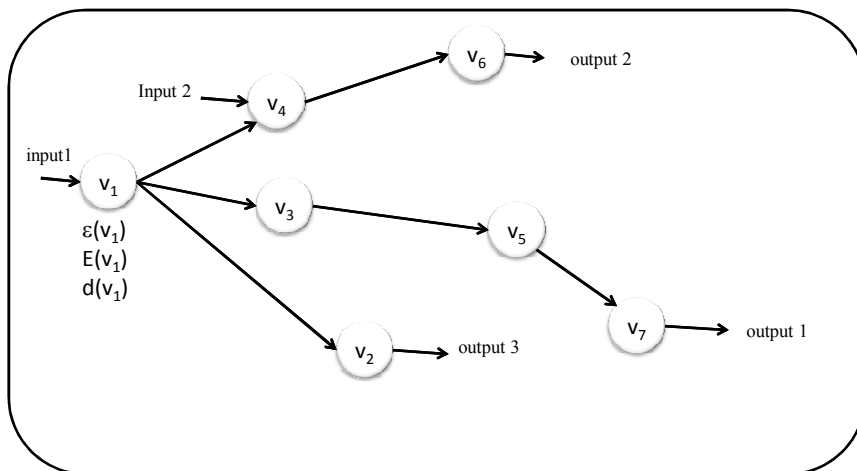 v₆
output 2
Input 2
v₄
input1
v₁
ε(v₁)
E(v₁)
d(v₁)
v₃
v₅
v₇
output 1
v₂
output 3